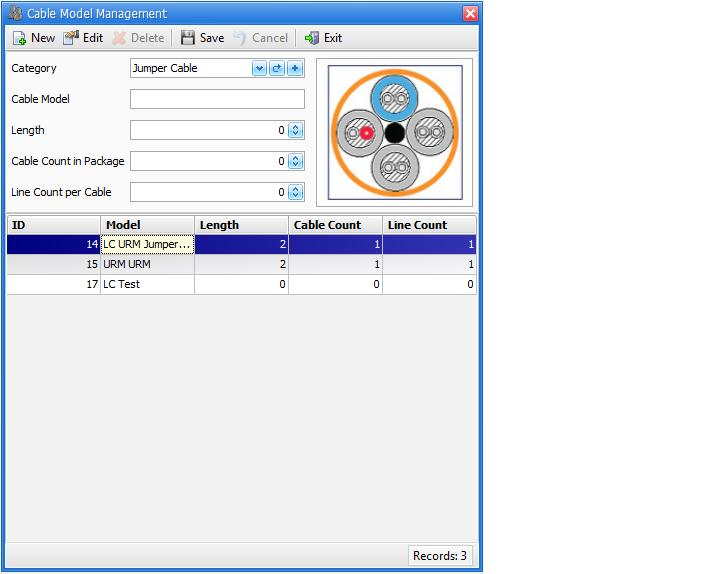 Cable Model Management
New Edit Delete Save Cancel Exit
Category Jumper Cable
Cable Model
Length 0
Cable Count in Package 0
Line Count per Cable 0
ID Model Length Cable Count Line Count
14 LC URM Jumper... 2 1 1
15 URM URM 2 1 1
17 LC Test 0 0 0
Records: 3